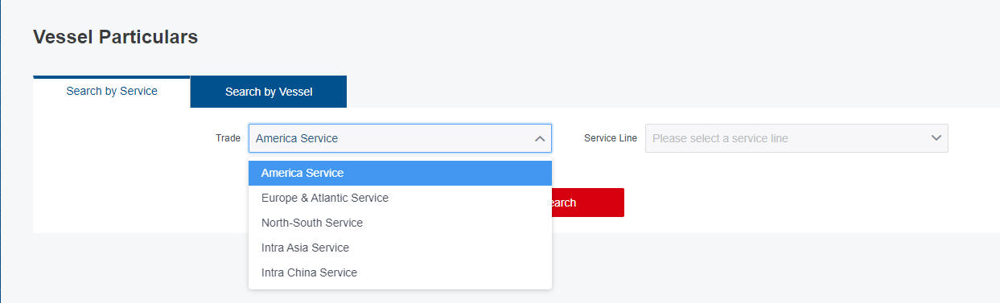 Vessel Particulars
Search by Service
Search by Vessel
Trade
America Service
Service Line
Please select a service line
America Service
Europe & Atlantic Service
earch
North-South Service
Intra Asia Service
Intra China Service